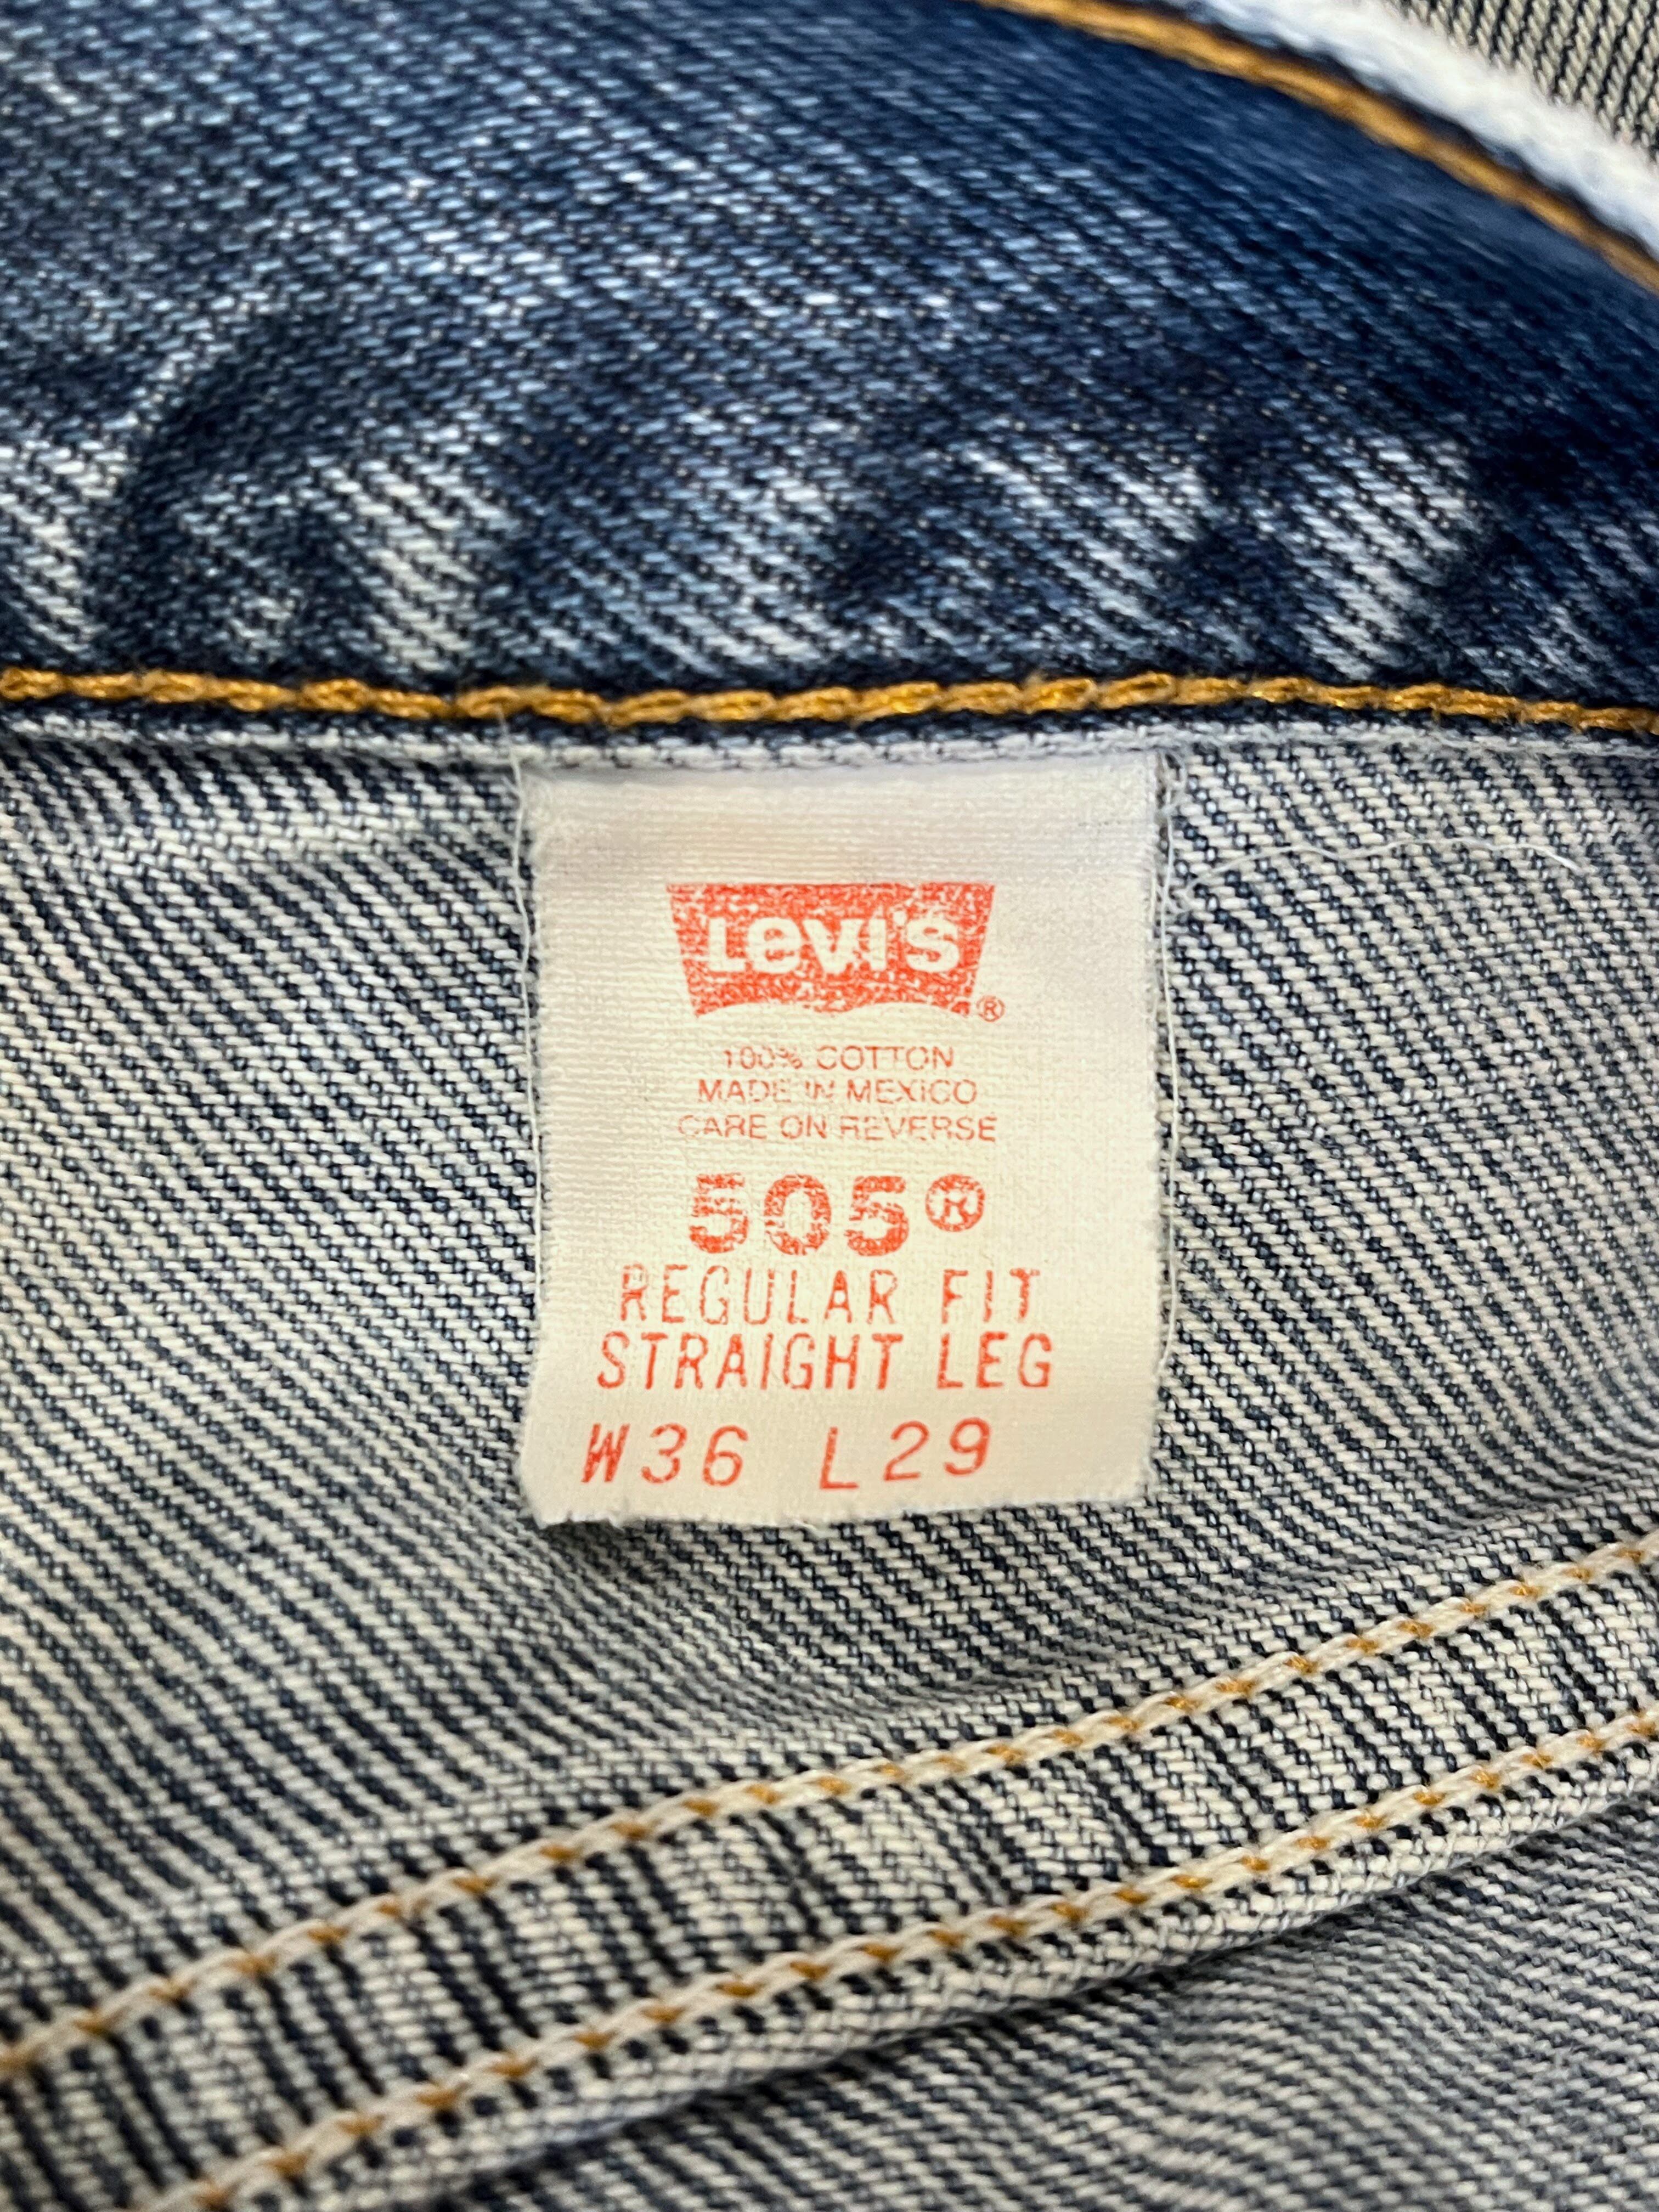 Levi's®
100% COTTON
MADE IN MEXICO
CARE ON REVERSE
505®
REGULAR FIT
STRAIGHT LEG
W36 L29